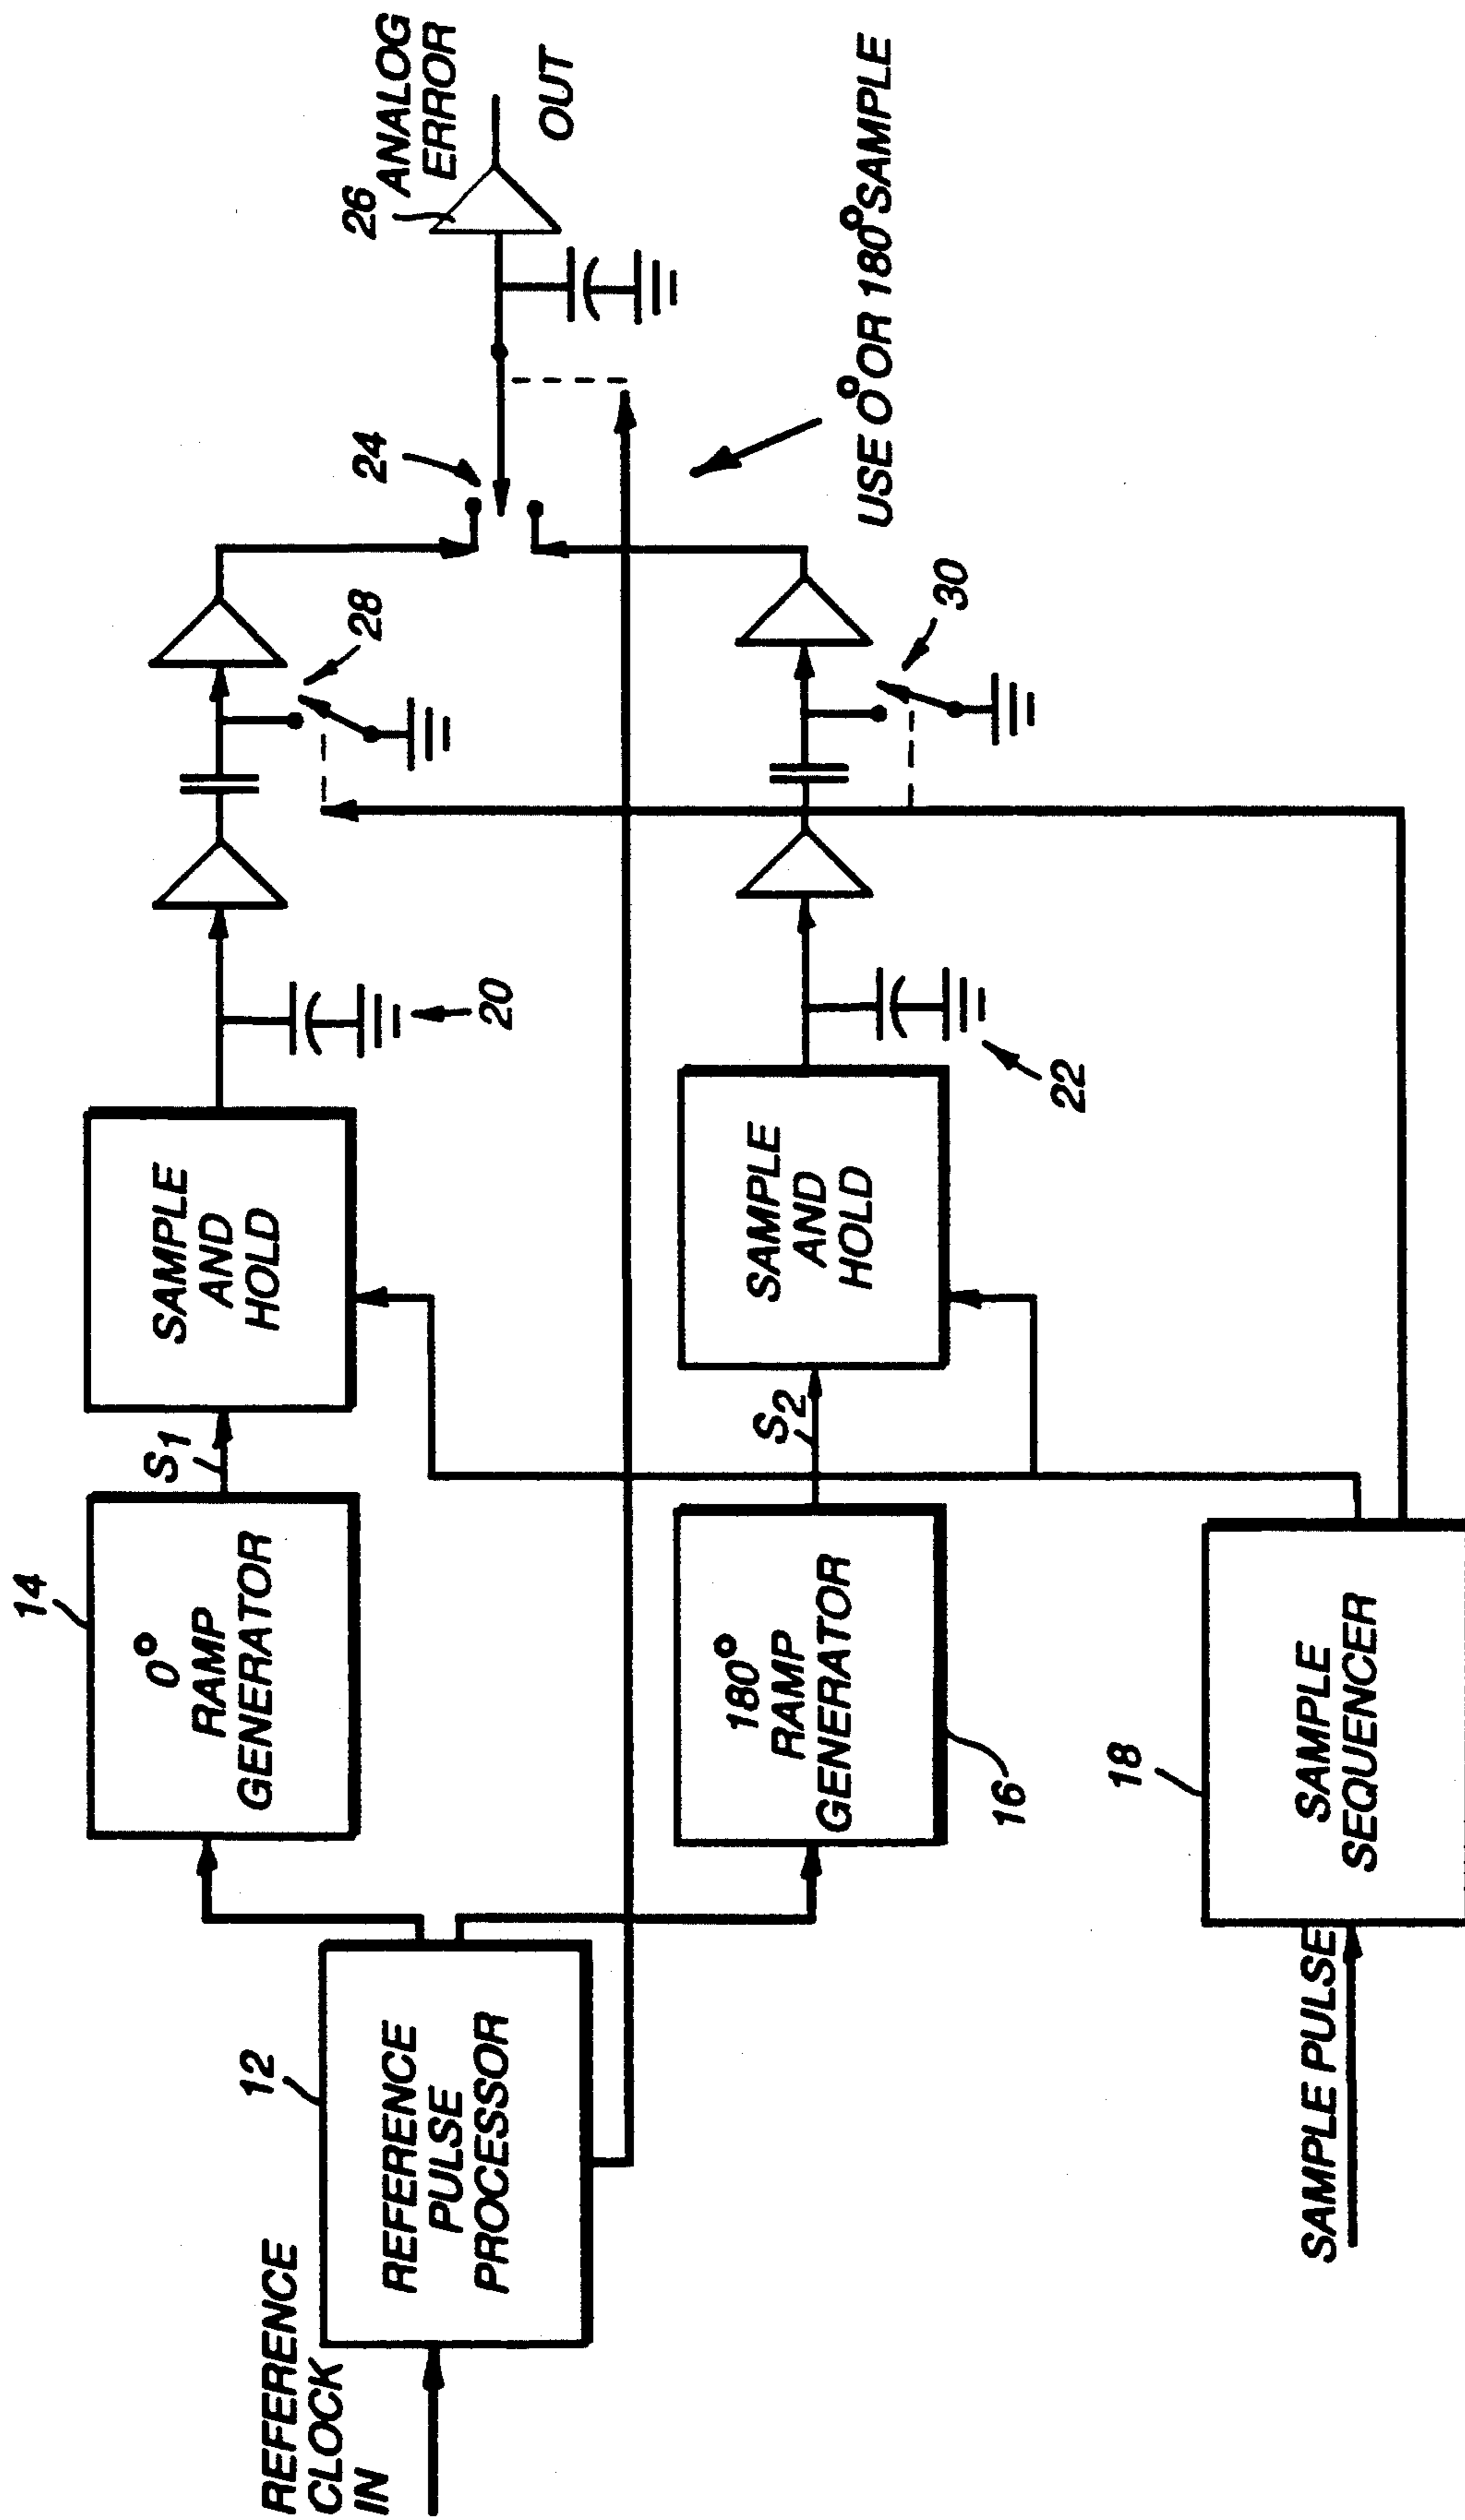 REFERENCE
CLOCK
IN
12
REFERENCE
PULSE
PROCESSOR
14
0°
RAMP
GENERATOR
S1
SAMPLE
AND
HOLD
20
28
24
26
ANALOG
ERROR
OUT
180°
RAMP
GENERATOR
16
S2
SAMPLE
AND
HOLD
22
30
USE 0° OR 180° SAMPLE
18
SAMPLE
SEQUENCER
SAMPLE PULSE